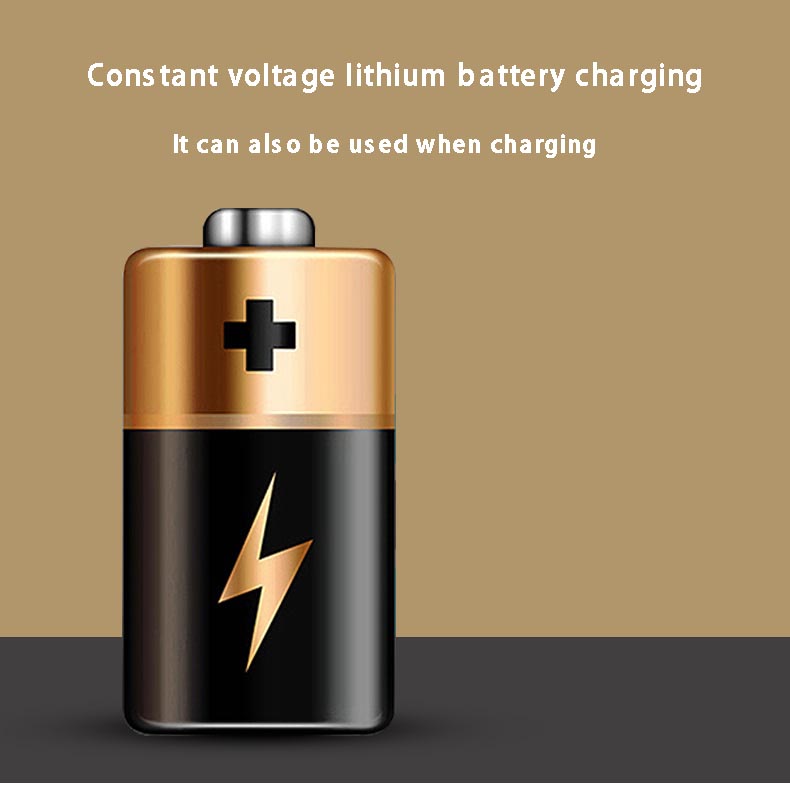 Constant voltage lithium battery charging
It can also be used when charging